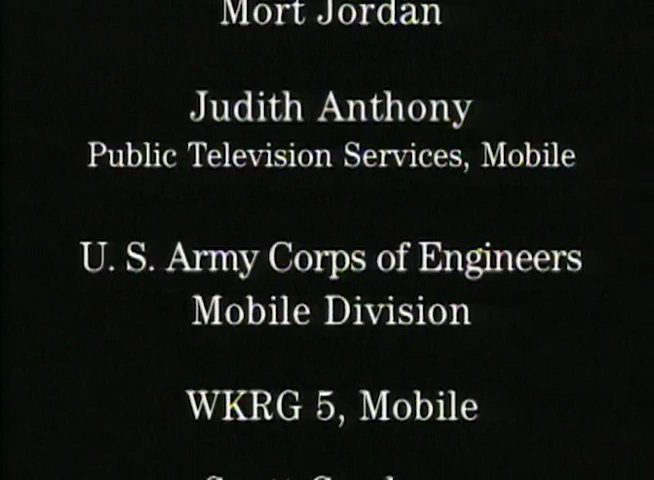 Mort Jordan
Judith Anthony
Public Television Services, Mobile
U. S. Army Corps of Engineers
Mobile Division
WKRG 5, Mobile